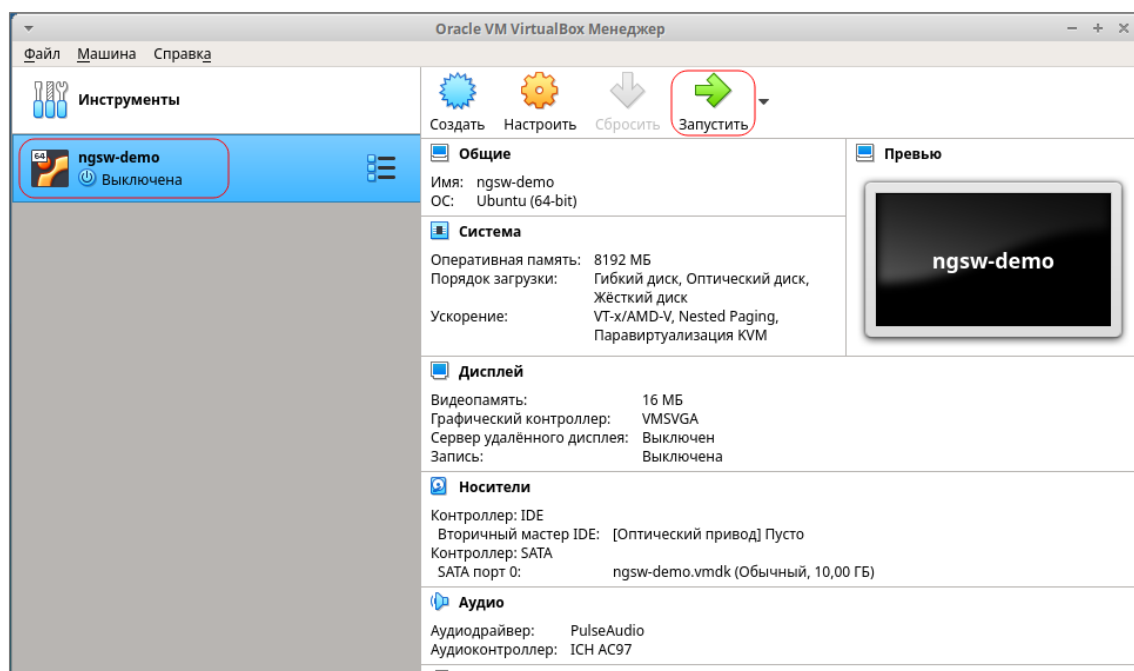 Oracle VM VirtualBox Менеджер
Файл Машина Справка
Инструменты
Создать Настроить Сбросить Запустить
64
ngsw-demo
Выключена
Общие
Имя: ngsw-demo
ОС: Ubuntu (64-bit)
Превью
ngsw-demo
Система
Оперативная память: 8192 МБ
Порядок загрузки: Гибкий диск, Оптический диск,
Жёсткий диск
Ускорение: VT-x/AMD-V, Nested Paging,
Паравиртуализация KVM
Дисплей
Видеопамять: 16 МБ
Графический контроллер: VMSVGA
Сервер удалённого дисплея: Выключен
Запись: Выключена
Носители
Контроллер: IDE
Вторичный мастер IDE: [Оптический привод] Пусто
Контроллер: SATA
SATA порт 0: ngsw-demo.vmdk (Обычный, 10,00 ГБ)
Аудио
Аудиодрайвер: PulseAudio
Аудиоконтроллер: ICH AC97